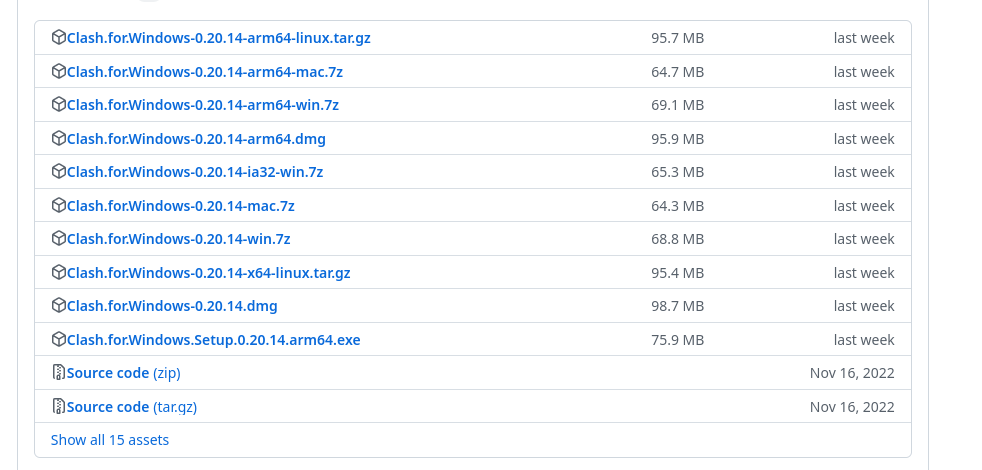 Clash.for.Windows-0.20.14-arm64-linux.tar.gz 95.7 MB last week
Clash.for.Windows-0.20.14-arm64-mac.7z 64.7 MB last week
Clash.for.Windows-0.20.14-arm64-win.7z 69.1 MB last week
Clash.for.Windows-0.20.14-arm64.dmg 95.9 MB last week
Clash.for.Windows-0.20.14-ia32-win.7z 65.3 MB last week
Clash.for.Windows-0.20.14-mac.7z 64.3 MB last week
Clash.for.Windows-0.20.14-win.7z 68.8 MB last week
Clash.for.Windows-0.20.14-x64-linux.tar.gz 95.4 MB last week
Clash.for.Windows-0.20.14.dmg 98.7 MB last week
Clash.for.Windows.Setup.0.20.14.arm64.exe 75.9 MB last week
Source code (zip) Nov 16, 2022
Source code (tar.gz) Nov 16, 2022
Show all 15 assets